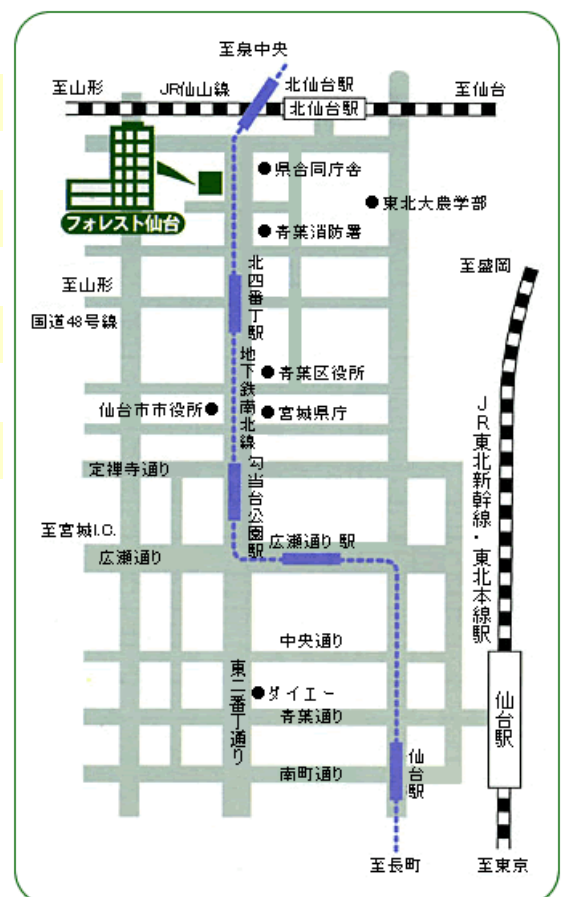 至泉中央
至山形
JR仙山線
北仙台駅
至仙台
北仙台駅
県合同庁舎
東北大農学部
フォレスト仙台
青葉消防署
至盛岡
至山形
北四番丁駅
国道48号線
地下鉄南北線
青葉区役所
仙台市市役所
宮城県庁
JR東北新幹線・東北本線駅
定禅寺通り
勾当台公園駅
至宮城I.C.
広瀬通り 駅
広瀬通り
中央通り
東二番丁通り
ダイエー
青葉通り
仙台駅
南町通り
仙台駅
至長町
至東京